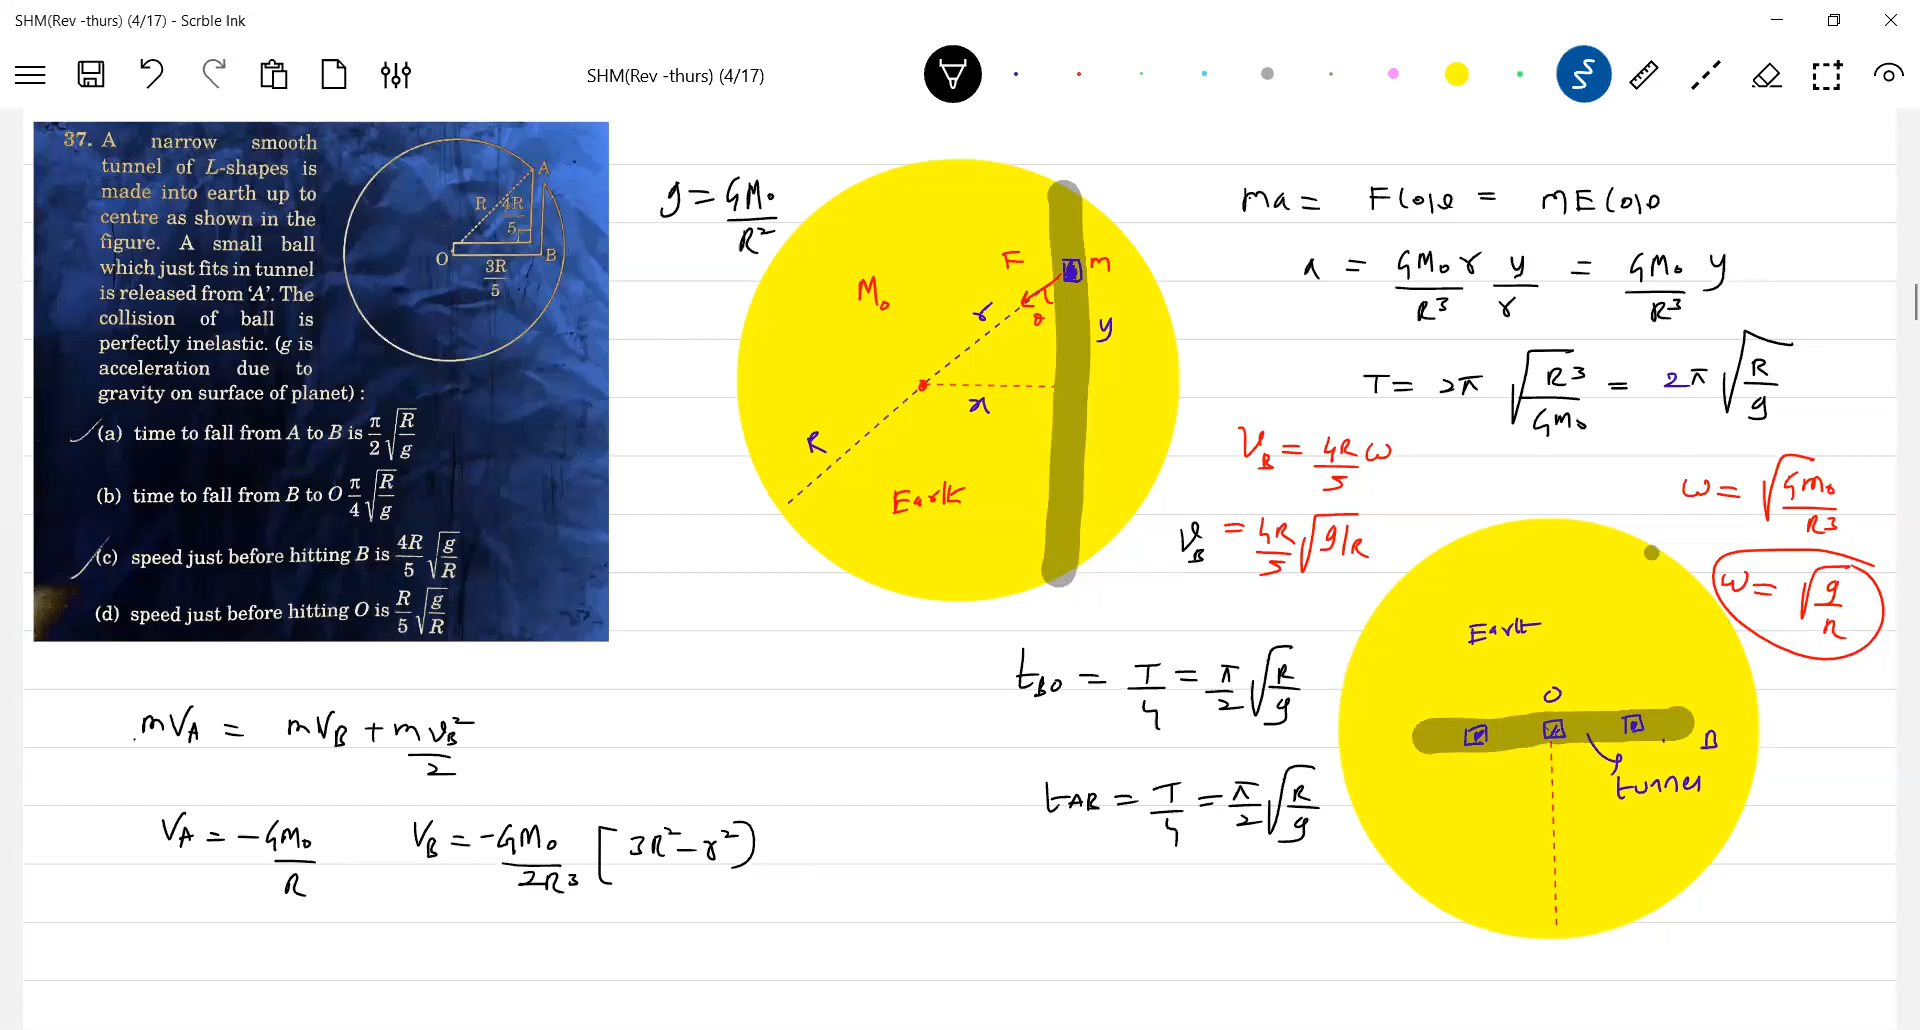 SHM(Rev -thurs) (4/17) - Scrble Ink
SHM(Rev -thurs) (4/17)
37. A narrow smooth
tunnel of L-shapes is
made into earth up to
centre as shown in the
figure. A small ball
which just fits in tunnel
is released from ‘A’. The
collision of ball is
perfectly inelastic. (g is
acceleration due to
gravity on surface of planet) :
(a) time to fall from A to B is π/2 √(R/g)
(b) time to fall from B to O π/4 √(R/g)
(c) speed just before hitting B is 4R/5 √(g/R)
(d) speed just before hitting O is R/5 √(g/R)
A
R
4R/5
O
B
3R/5
g = GM₀/R²
M₀
F
m
θ
r
y
x
R
Earth
ma = F cosθ = mE cosθ
a = GM₀r/R³ y/r = GM₀/R³ y
T = 2π √(R³/GM₀) = 2π √(R/g)
V_B = 4R/5 ω
V_B = 4R/5 √(g/R)
ω = √(GM₀/R³)
ω = √(g/R)
t_BO = T/4 = π/2 √(R/g)
t_AB = T/4 = π/2 √(R/g)
Earth
O
B
tunnel
mV_A = mV_B + mv_B²/2
V_A = -GM₀/R V_B = -GM₀/2R³ [3R² - r²)